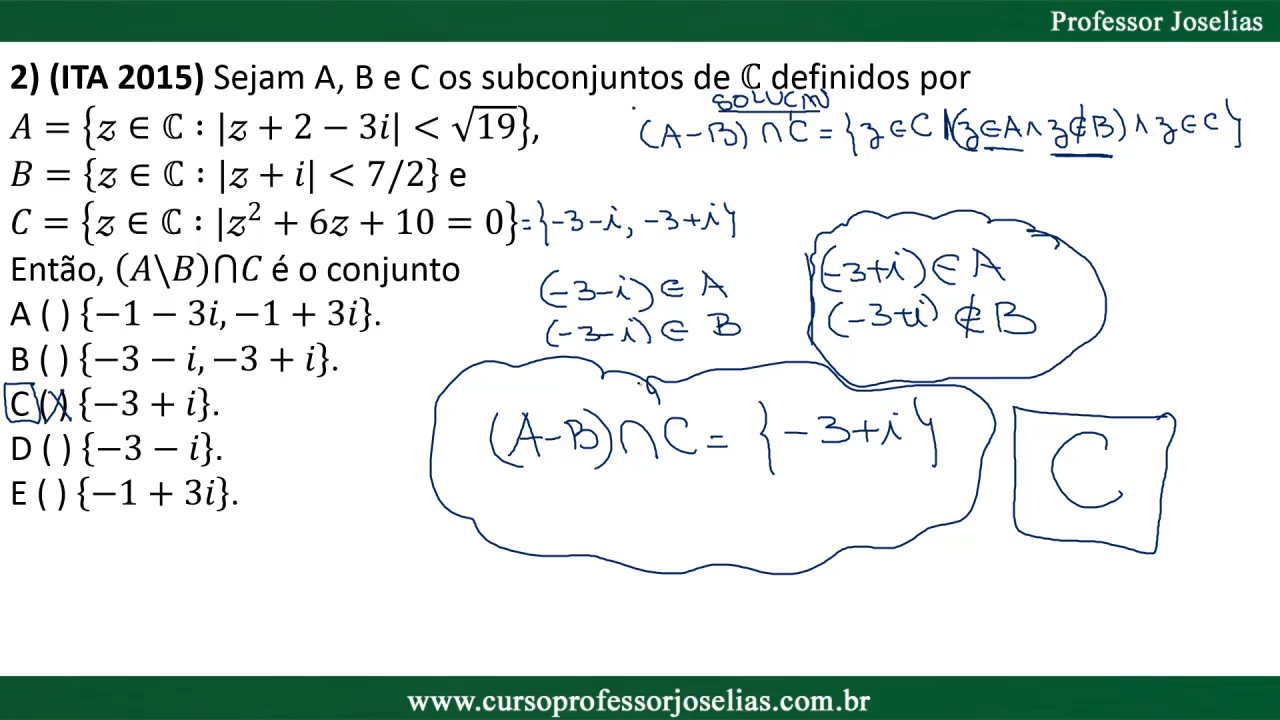 Professor Joselias
2) (ITA 2015) Sejam A, B e C os subconjuntos de ℂ definidos por
SOLUÇÃO
A = {z ∈ ℂ : |z + 2 − 3i| < √19},
(A−B) ∩ C = {z ∈ C | (z ∈ A ∧ z ∉ B) ∧ z ∈ C}
B = {z ∈ ℂ : |z + i| < 7/2} e
C = {z ∈ ℂ : |z² + 6z + 10 = 0} = {−3−i, −3+i}
Então, (A\B)⋂C é o conjunto
(−3+i) ∈ A
(−3−i) ∈ A
A ( ) {−1 − 3i, −1 + 3i}.
(−3+i) ∉ B
(−3−i) ∈ B
B ( ) {−3 − i, −3 + i}.
C (X) {−3 + i}.
(A−B) ∩ C = {−3+i}
D ( ) {−3 − i}.
C
E ( ) {−1 + 3i}.
www.cursoprofessorjoselias.com.br